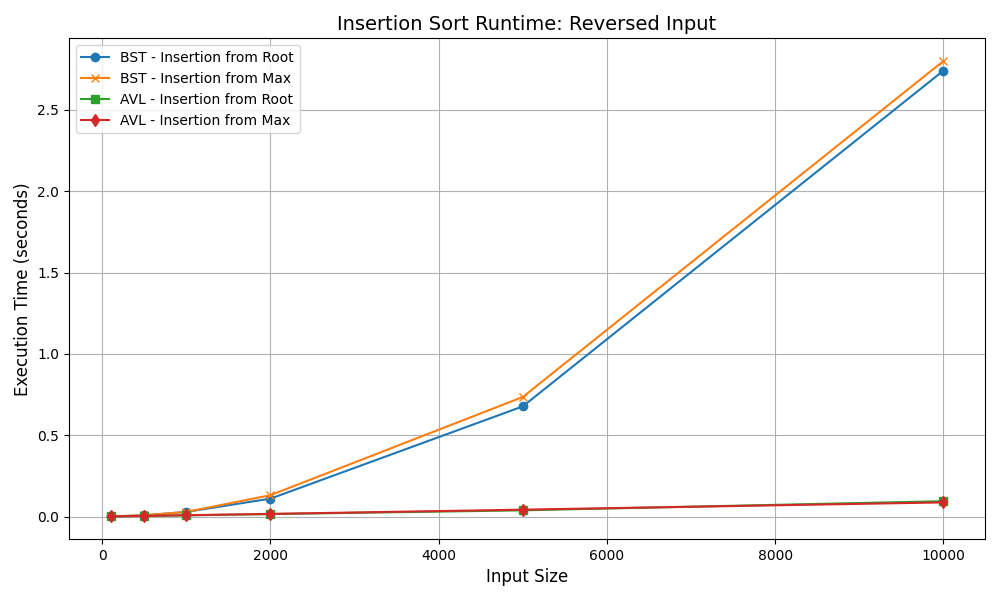 Insertion Sort Runtime: Reversed Input
BST - Insertion from Root
BST - Insertion from Max
AVL - Insertion from Root
AVL - Insertion from Max
Execution Time (seconds)
2.5
2.0
1.5
1.0
0.5
0.0
0 2000 4000 6000 8000 10000
Input Size